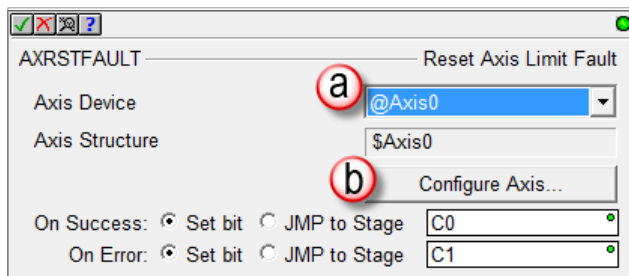 ?
AXRSTFAULT Reset Axis Limit Fault
a
Axis Device @Axis0
Axis Structure $Axis0
b Configure Axis...
On Success: Set bit JMP to Stage C0
On Error: Set bit JMP to Stage C1